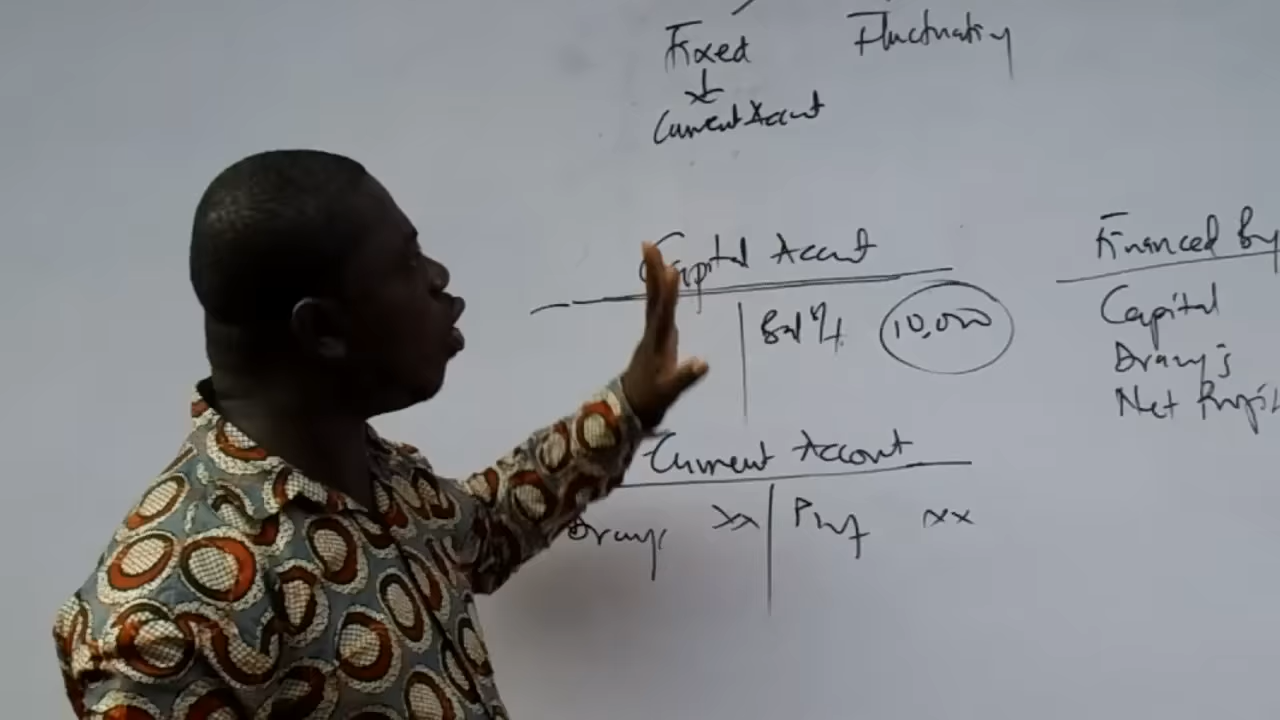 Fixed Fluctuating
Current Account
Capital Account
Bal b/f 10,000
Current Account
Drawings xx Profit xx
Financed By
Capital
Drawings
Net Profit